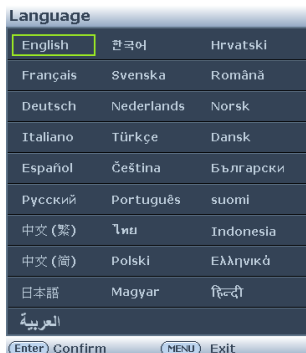 Language
English 한국어 Hrvatski
Français Svenska Română
Deutsch Nederlands Norsk
Italiano Türkçe Dansk
Español Čeština Български
Русский Português suomi
中文 (繁) ไทย Indonesia
中文 (简) Polski Ελληνικά
日本語 Magyar हिन्दी
العربية
Enter Confirm MENU Exit